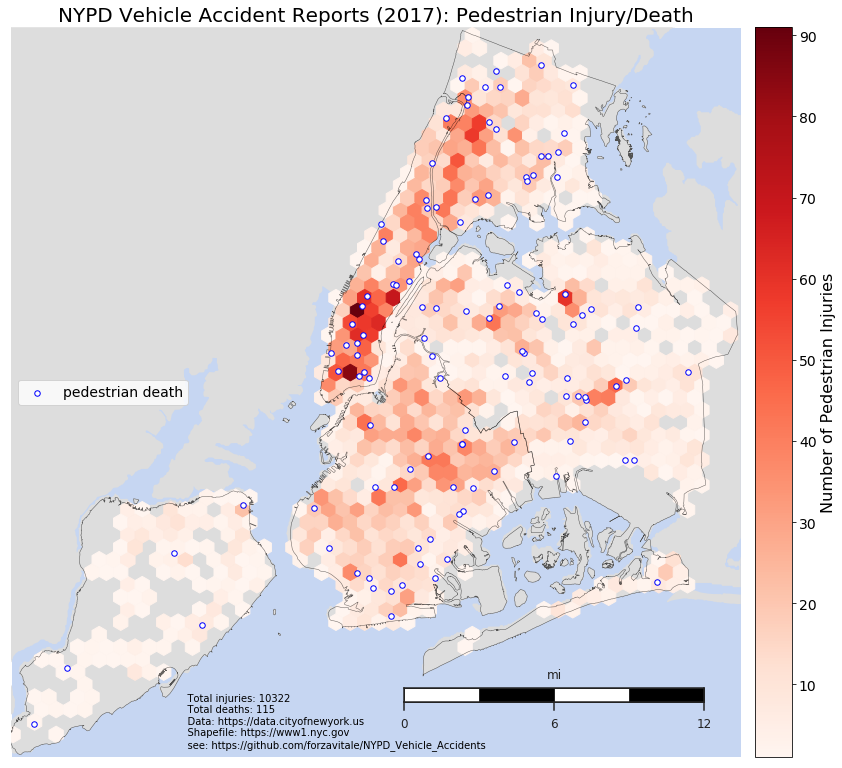 NYPD Vehicle Accident Reports (2017): Pedestrian Injury/Death
90
80
70
60
50
40
30
20
10
Number of Pedestrian Injuries
pedestrian death
mi
0 6 12
Total injuries: 10322
Total deaths: 115
Data: https://data.cityofnewyork.us
Shapefile: https://www1.nyc.gov
see: https://github.com/forzavitale/NYPD_Vehicle_Accidents